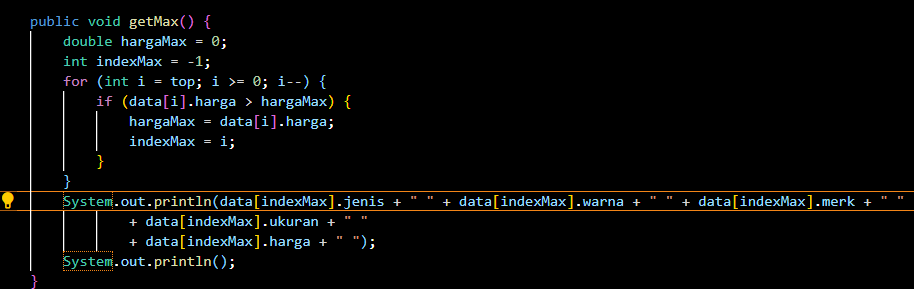 public void getMax() {
    double hargaMax = 0;
    int indexMax = -1;
    for (int i = top; i >= 0; i--) {
        if (data[i].harga > hargaMax) {
            hargaMax = data[i].harga;
            indexMax = i;
        }
    }
    System.out.println(data[indexMax].jenis + " " + data[indexMax].warna + " " + data[indexMax].merk + " "
            + data[indexMax].ukuran + " "
            + data[indexMax].harga + " ");
    System.out.println();
}